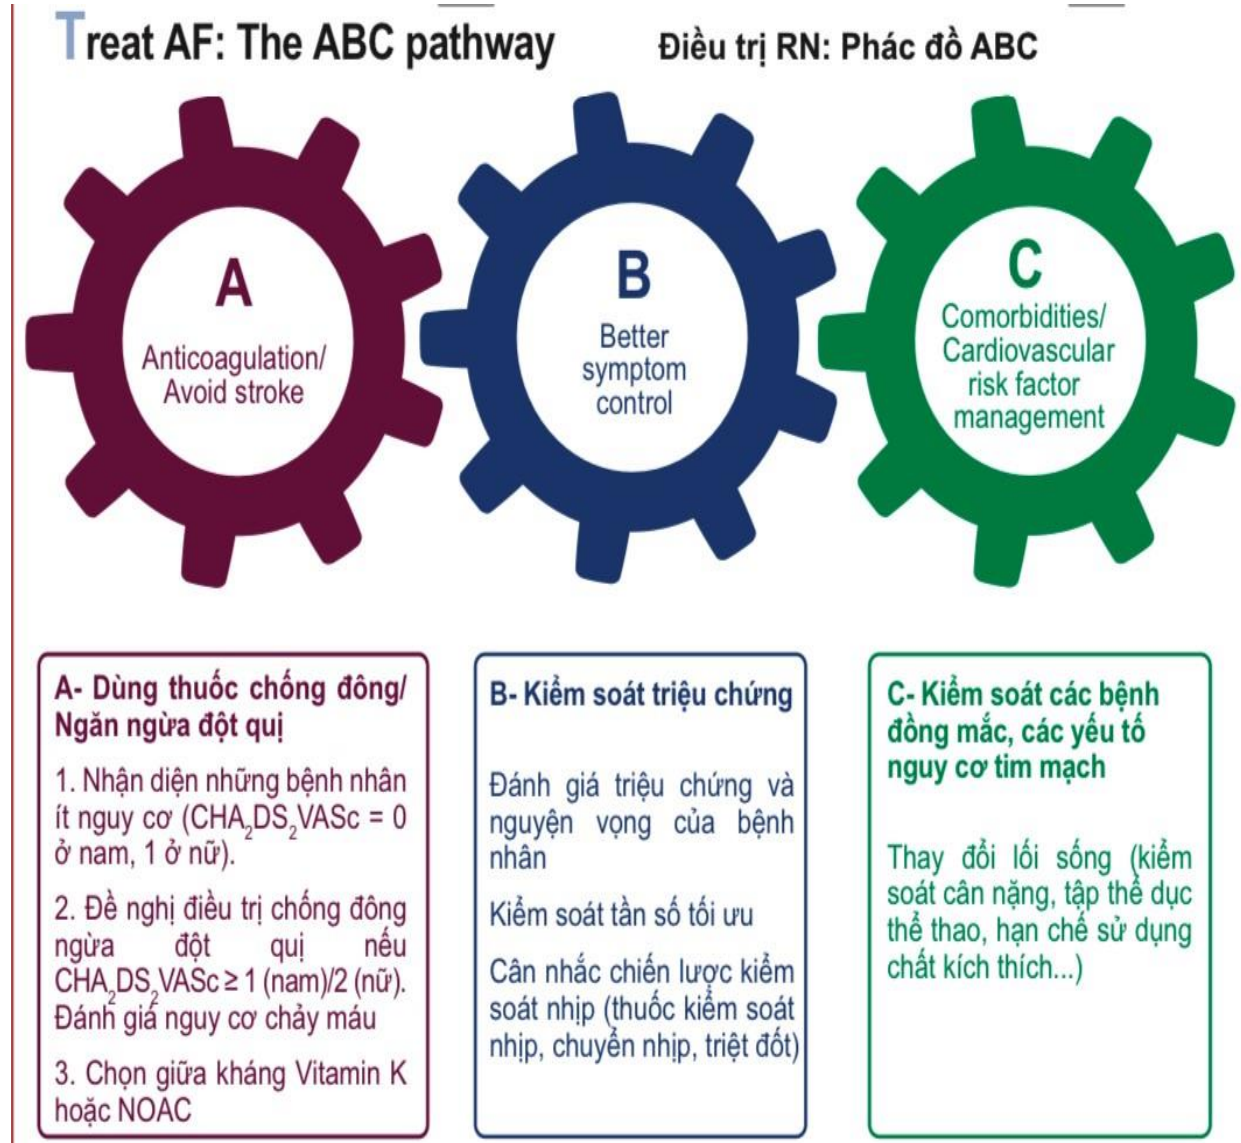 Treat AF: The ABC pathway
Điều trị RN: Phác đồ ABC
A
Anticoagulation/
Avoid stroke
B
Better
symptom
control
C
Comorbidities/
Cardiovascular
risk factor
management
A- Dùng thuốc chống đông/
Ngăn ngừa đột quị
1. Nhận diện những bệnh nhân
ít nguy cơ (CHA₂DS₂VASc = 0
ở nam, 1 ở nữ).
2. Đề nghị điều trị chống đông
ngừa đột quị nếu
CHA₂DS₂VASc ≥ 1 (nam)/2 (nữ).
Đánh giá nguy cơ chảy máu
3. Chọn giữa kháng Vitamin K
hoặc NOAC
B- Kiểm soát triệu chứng
Đánh giá triệu chứng và
nguyện vọng của bệnh
nhân
Kiểm soát tần số tối ưu
Cân nhắc chiến lược kiểm
soát nhịp (thuốc kiểm soát
nhịp, chuyển nhịp, triệt đốt)
C- Kiểm soát các bệnh
đồng mắc, các yếu tố
nguy cơ tim mạch
Thay đổi lối sống (kiểm
soát cân nặng, tập thể dục
thể thao, hạn chế sử dụng
chất kích thích...)